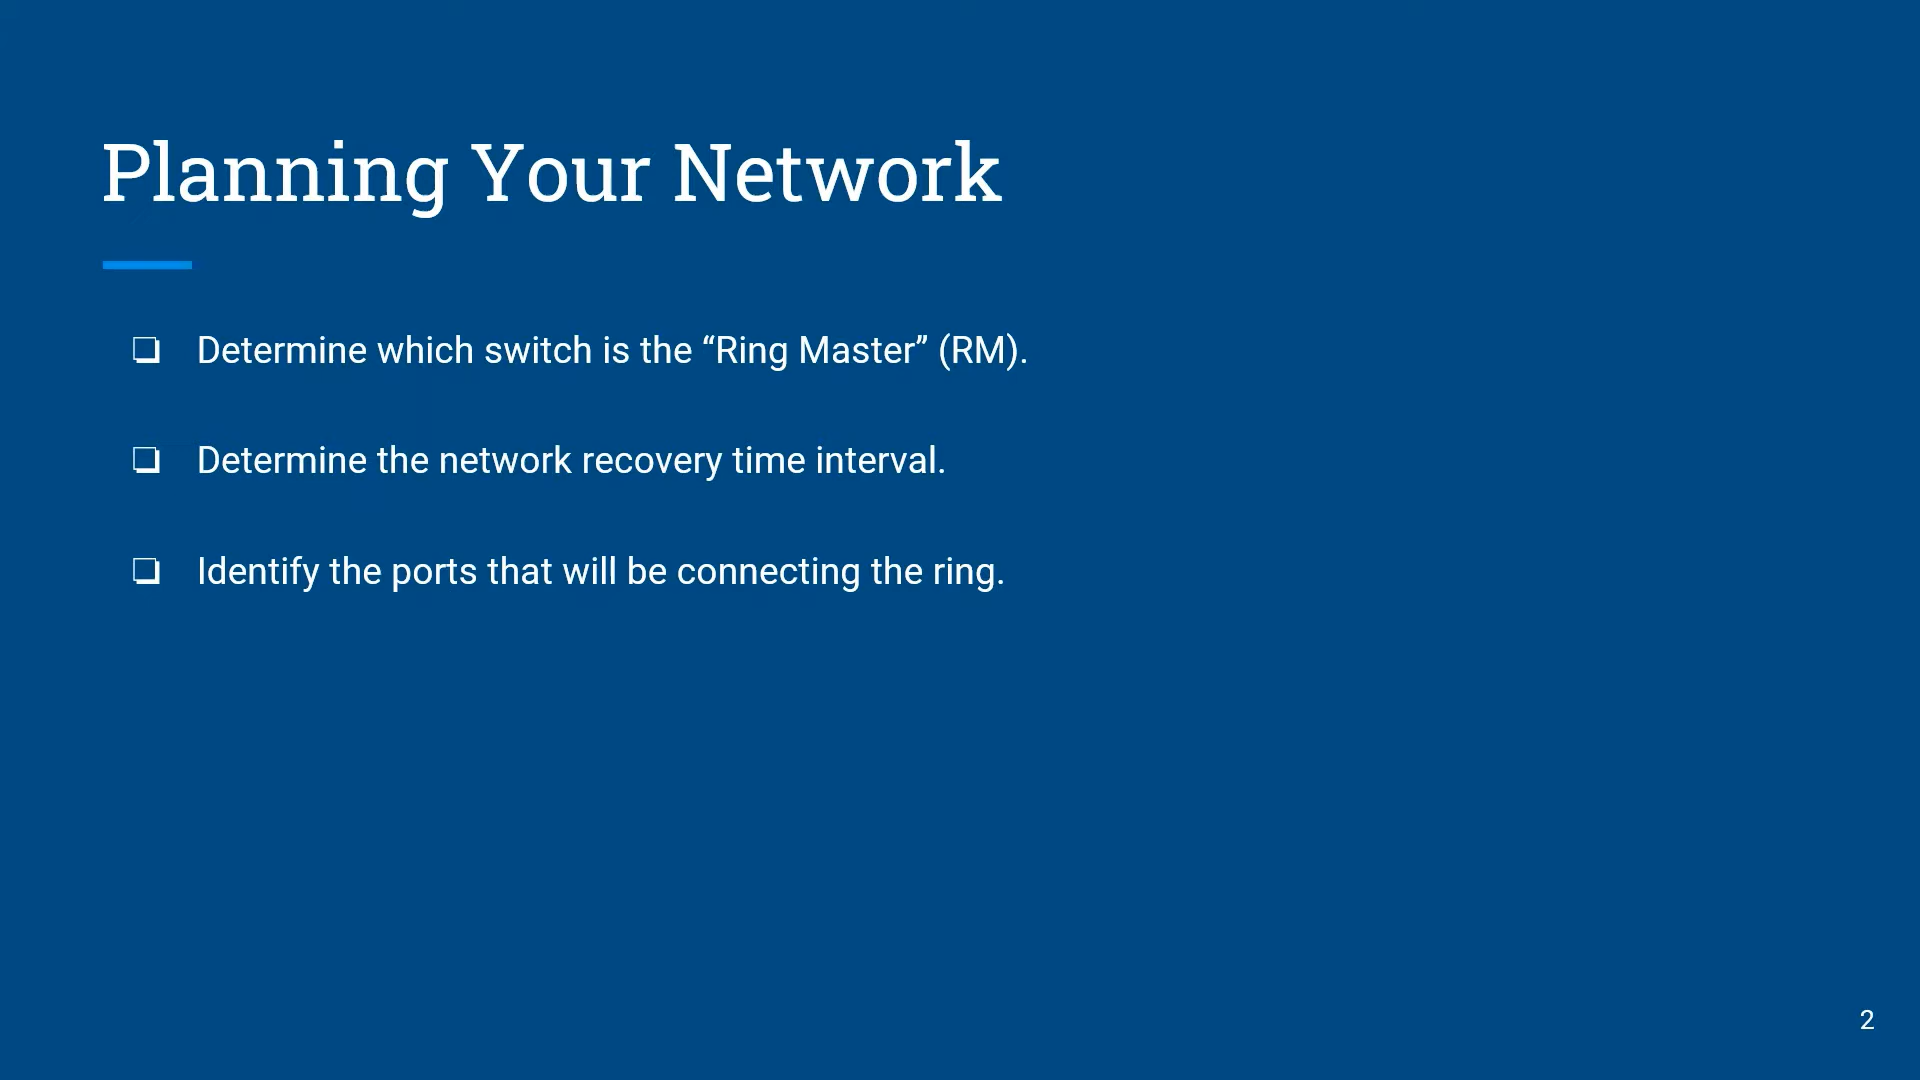 Planning Your Network
❏ Determine which switch is the “Ring Master” (RM).
❏ Determine the network recovery time interval.
❏ Identify the ports that will be connecting the ring.
2